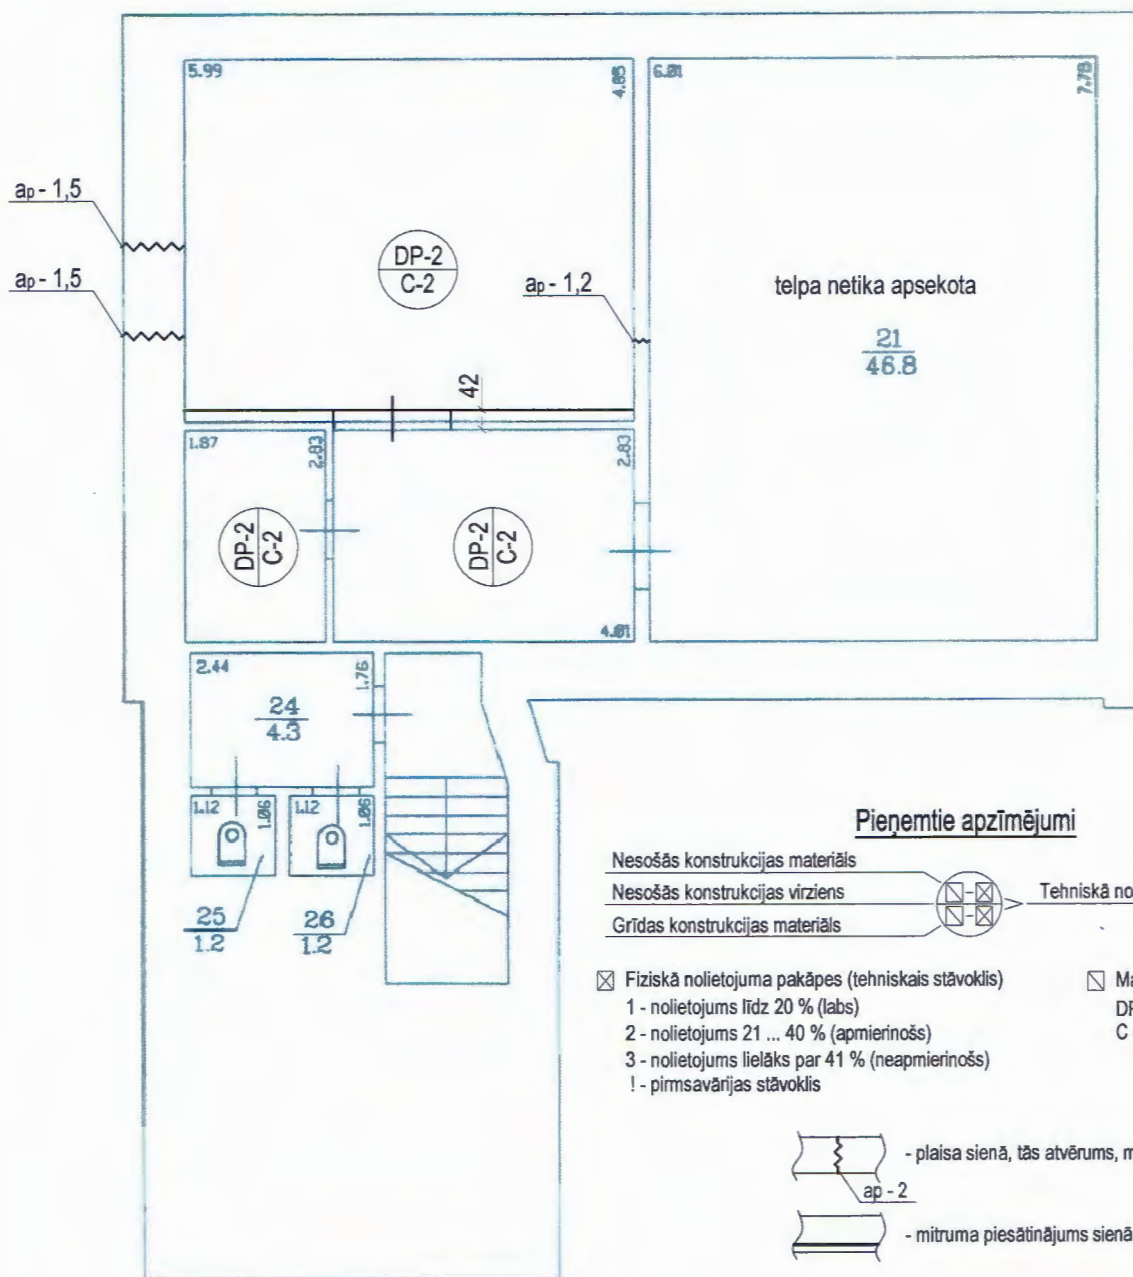 5.99
4.85
6.01
7.78
ap - 1,5
ap - 1,5
DP-2
C-2
ap - 1,2
telpa netika apsekota
21
46.8
42
1.87
2.83
2.83
DP-2
C-2
DP-2
C-2
4.01
2.44
1.76
24
4.3
1.12
1.06
1.12
1.06
25
1.2
26
1.2
Pieņemtie apzīmējumi
Nesošās konstrukcijas materiāls
Nesošās konstrukcijas virziens
Grīdas konstrukcijas materiāls
Tehniskā no
Fiziskā nolietojuma pakāpes (tehniskais stāvoklis)
1 - nolietojums līdz 20 % (labs)
2 - nolietojums 21 ... 40 % (apmierinošs)
3 - nolietojums lielāks par 41 % (neapmierinošs)
! - pirmsavārijas stāvoklis
Ma
DP
C
- plaisa sienā, tās atvērums, m
ap - 2
- mitruma piesātinājums sienā